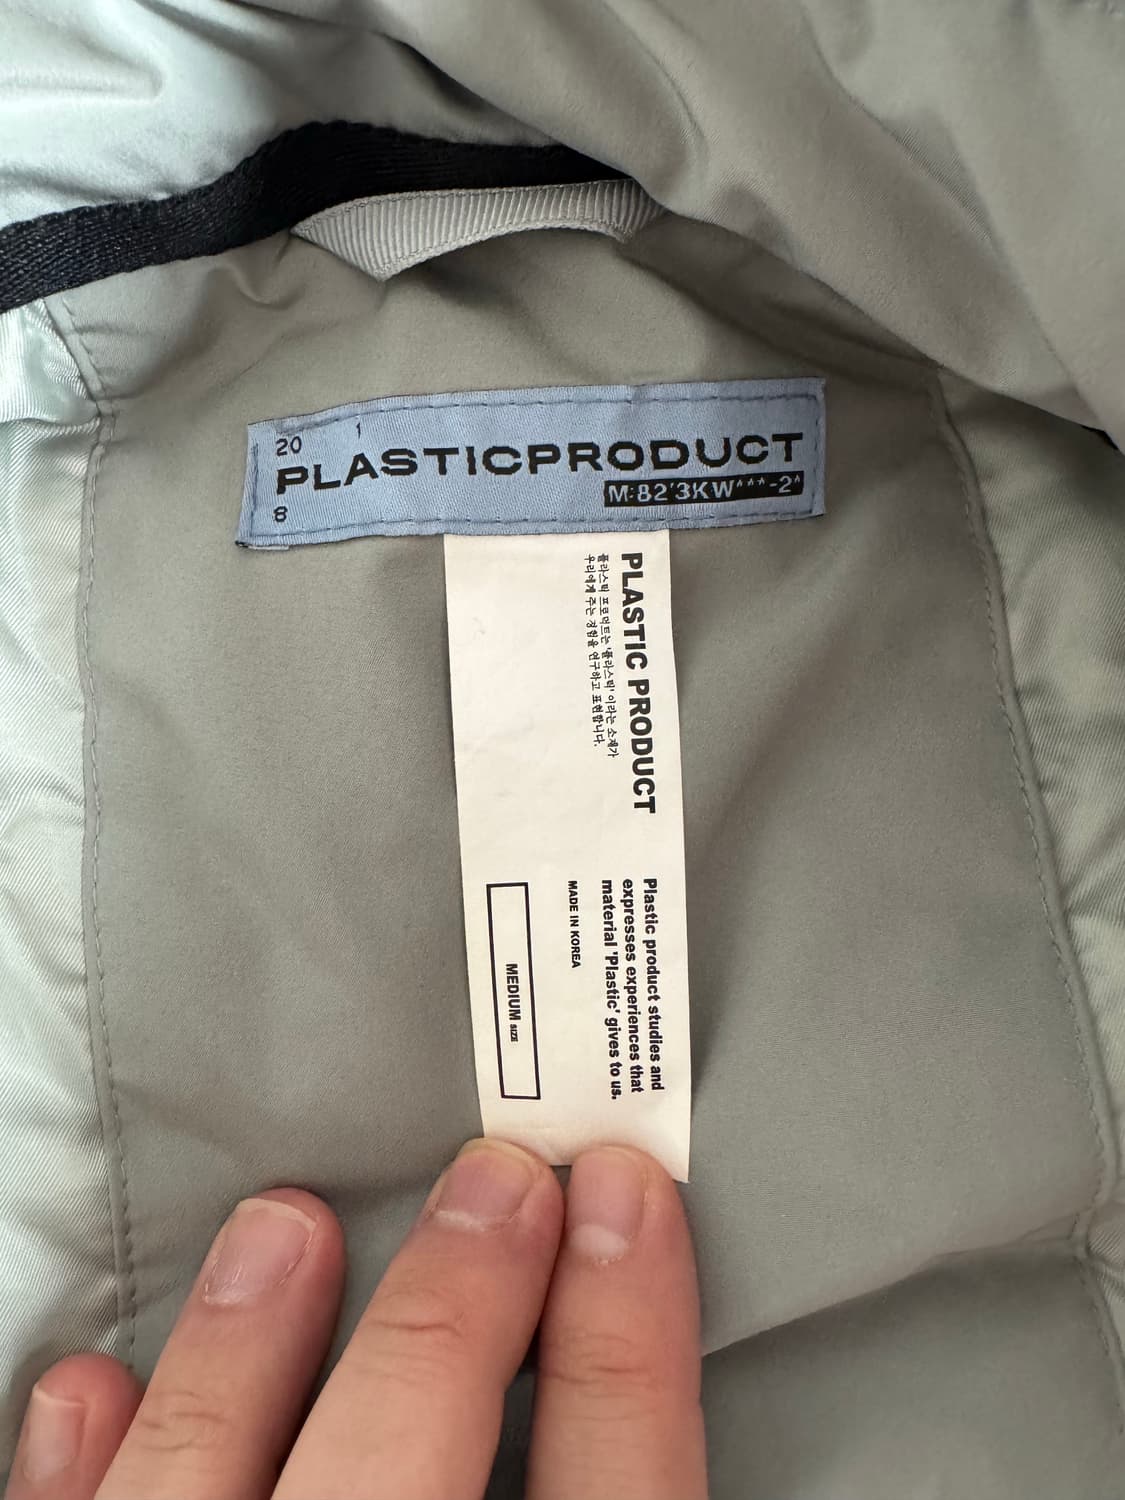 20 1
PLASTICPRODUCT
M:82'3KW^^^-2^
8
PLASTIC PRODUCT
플라스틱 프로덕트는 '플라스틱' 이라는 소재가
우리에게 주는 경험을 연구하고 표현합니다.
Plastic product studies and
expresses experiences that
material 'Plastic' gives to us.
MADE IN KOREA
MEDIUM SIZE